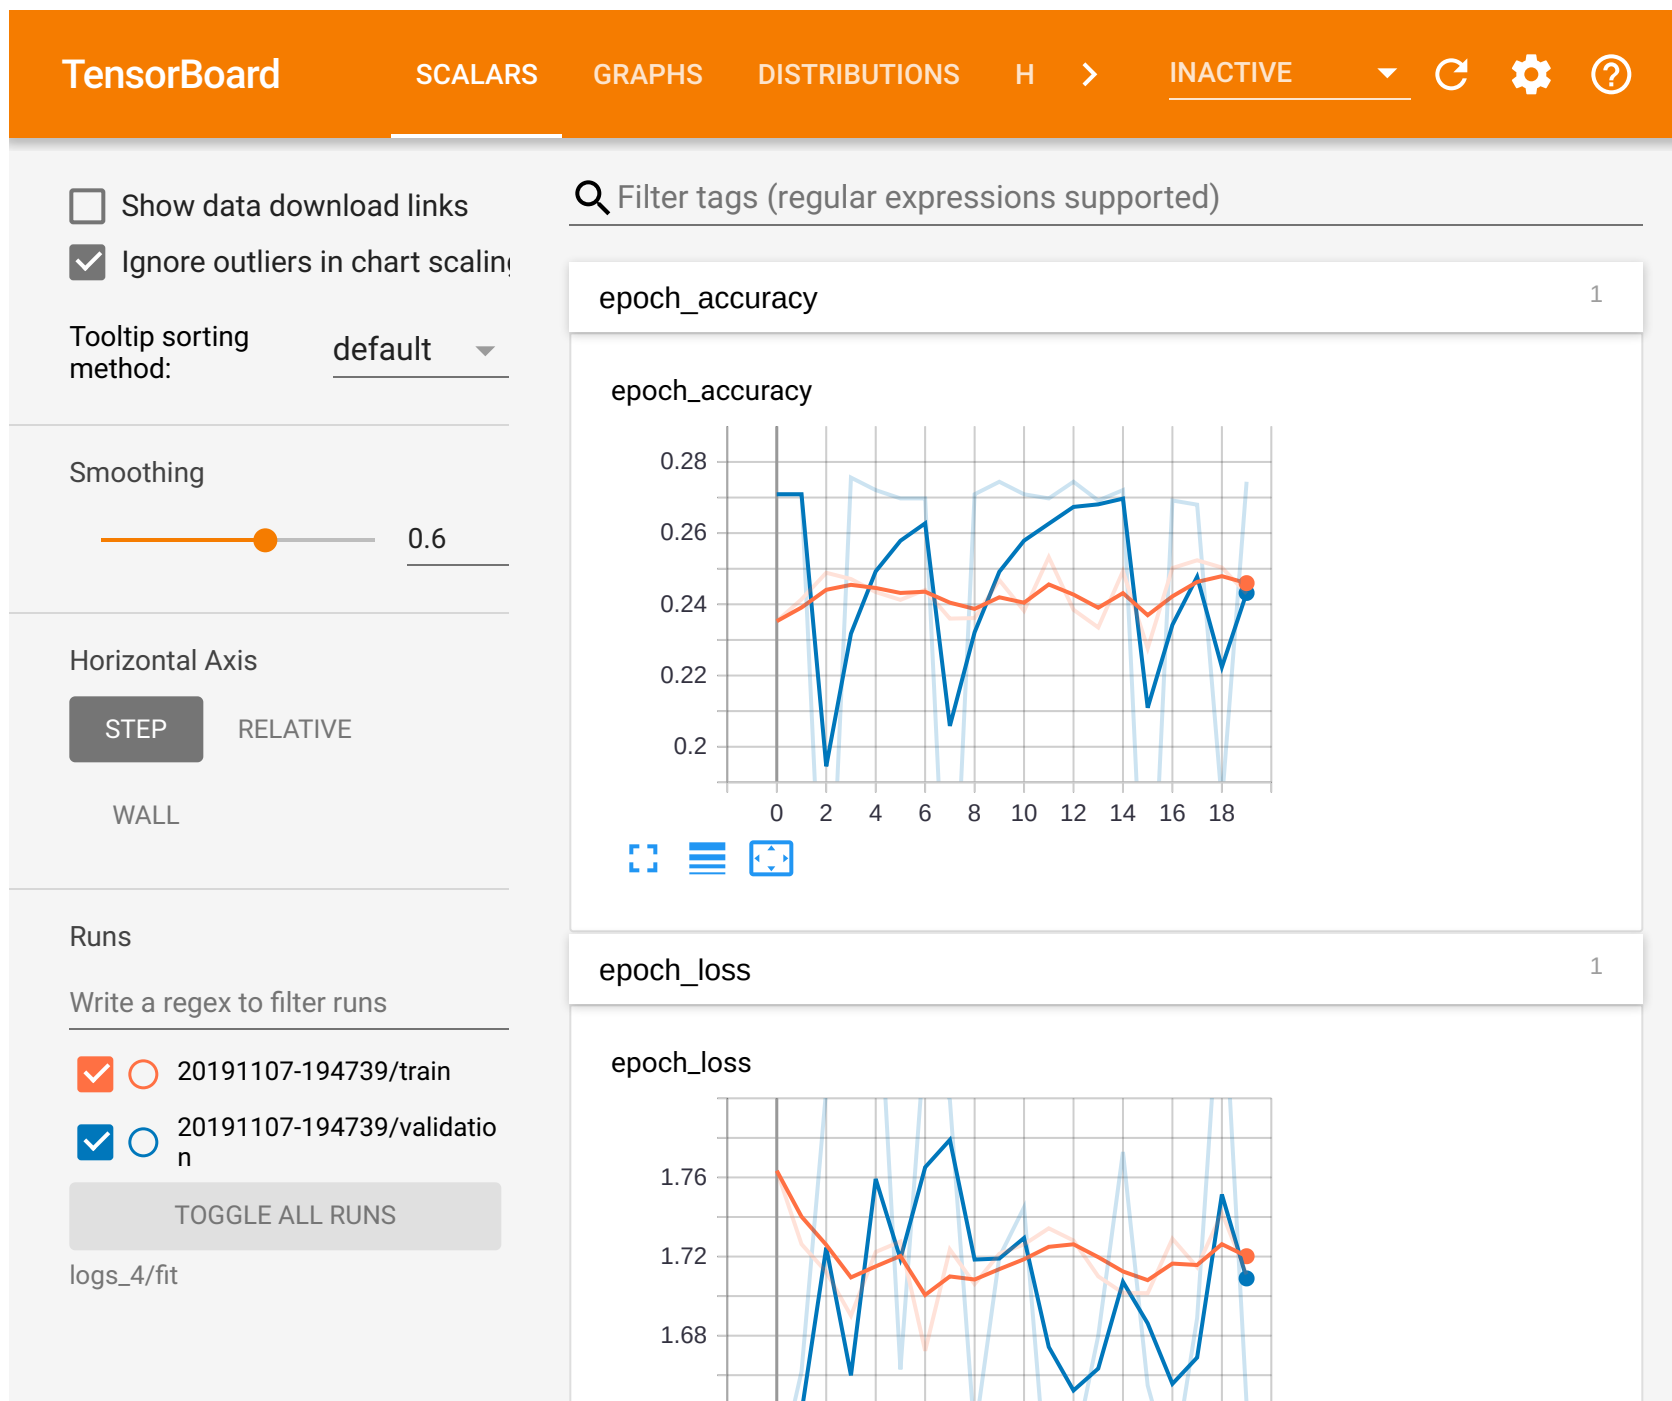 TensorBoard SCALARS GRAPHS DISTRIBUTIONS H INACTIVE
Show data download links
Ignore outliers in chart scaling
Tooltip sorting
method:
default
Smoothing
0.6
Horizontal Axis
STEP RELATIVE
WALL
Runs
Write a regex to filter runs
20191107-194739/train
20191107-194739/validatio
n
TOGGLE ALL RUNS
logs_4/fit
Filter tags (regular expressions supported)
epoch_accuracy 1
epoch_accuracy
0.28
0.26
0.24
0.22
0.2
0 2 4 6 8 10 12 14 16 18
epoch_loss 1
epoch_loss
1.76
1.72
1.68